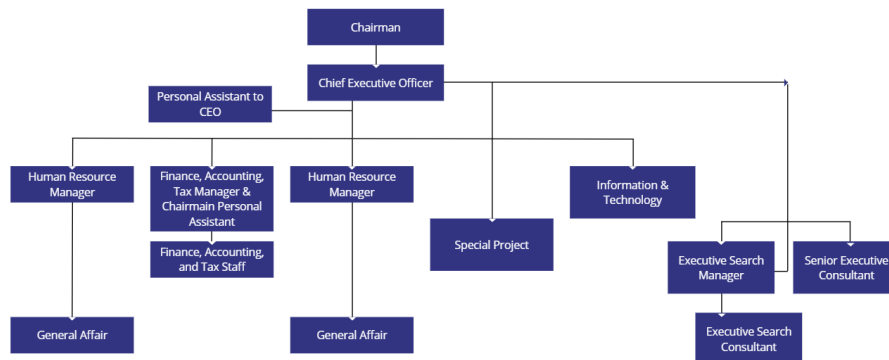 Chairman
Chief Executive Officer
Personal Assistant to
CEO
Human Resource
Manager
Finance, Accounting,
Tax Manager &
Chairmain Personal
Assistant
Human Resource
Manager
Information &
Technology
Special Project
Finance, Accounting,
and Tax Staff
Executive Search
Manager
Senior Executive
Consultant
General Affair
General Affair
Executive Search
Consultant